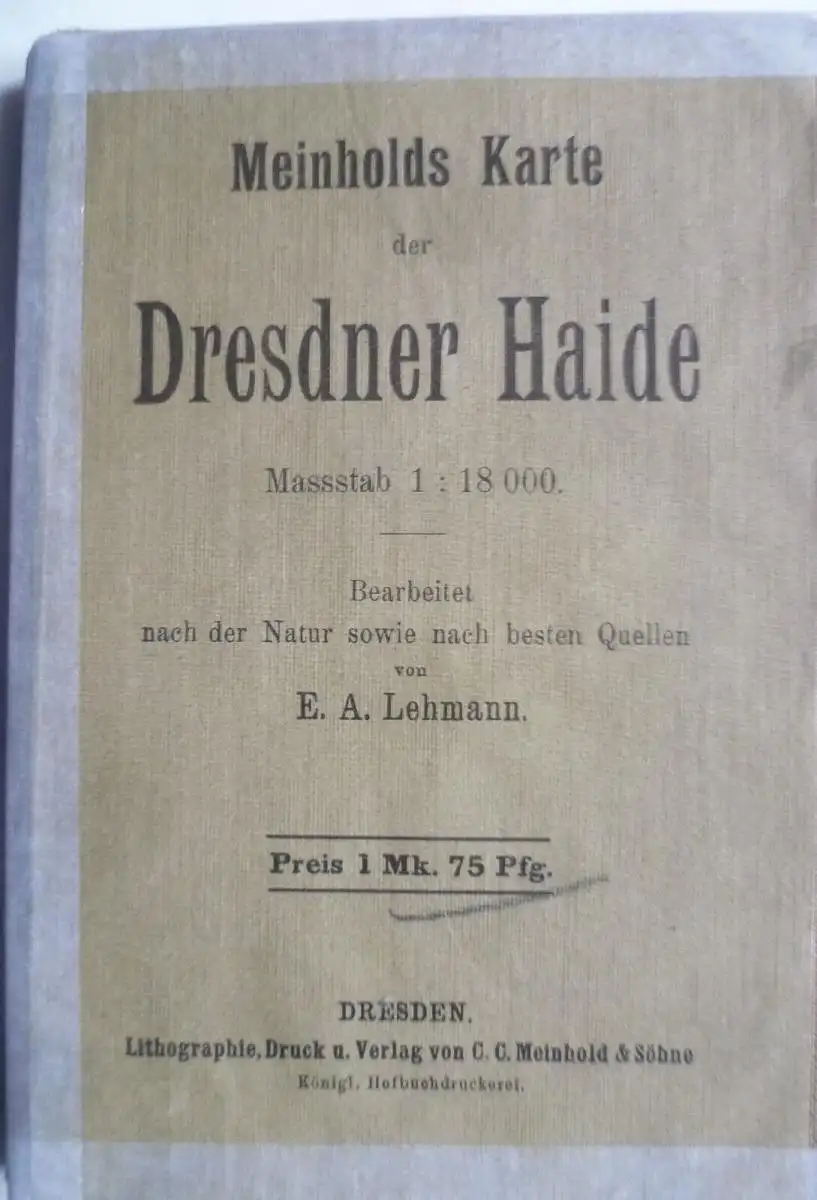 Meinholds Karte
der
Dresdner Haide
Massstab 1 : 18 000.
Bearbeitet
nach der Natur sowie nach besten Quellen
von
E. A. Lehmann.
Preis 1 Mk. 75 Pfg.
DRESDEN.
Lithographie, Druck u. Verlag von C. C. Meinhold & Söhne
Königl. Hofbuchdruckerei.